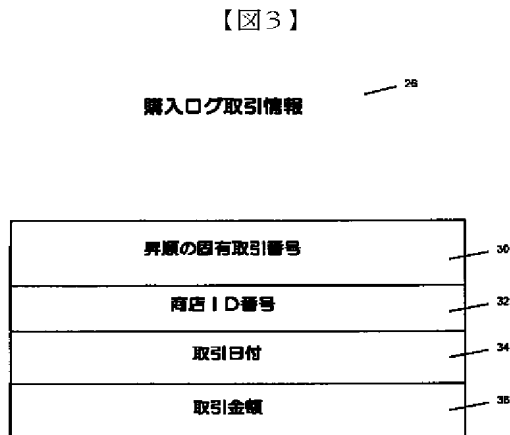 【図3】
購入ログ取引情報
26
昇順の固有取引番号
30
商店ID番号
32
取引日付
34
取引金額
36